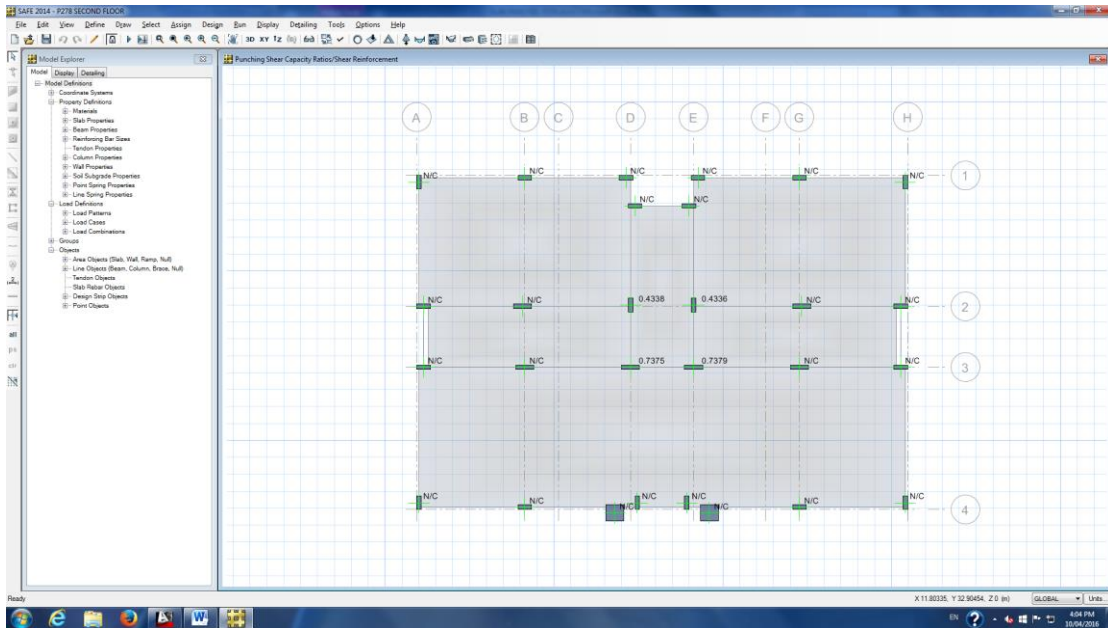 SAFE 2014 - P278 SECOND FLOOR
File Edit View Define Draw Select Assign Design Run Display Detailing Tools Options Help
3D XY
Model Explorer
Model Display Detailing
Model Definitions
Coordinate Systems
Property Definitions
Materials
Slab Properties
Beam Properties
Reinforcing Bar Sizes
Tendon Properties
Column Properties
Wall Properties
Soil Subgrade Properties
Point Spring Properties
Line Spring Properties
Load Definitions
Load Patterns
Load Cases
Load Combinations
Groups
Objects
Area Objects (Slab, Wall, Ramp, Null)
Line Objects (Beam, Column, Brace, Null)
Tendon Objects
Slab Rebar Objects
Design Strip Objects
Point Objects
all
Punching Shear Capacity Ratios/Shear Reinforcement
A B C D E F G H
N/C N/C N/C N/C N/C N/C 1
N/C N/C
N/C N/C 0.4338 0.4336 N/C N/C 2
N/C N/C 0.7375 0.7379 N/C N/C 3
N/C N/C N/C N/C N/C N/C
N/C N/C 4
Ready
X 11.80335, Y 32.90454, Z 0 (m) GLOBAL Units...
EN 4:04 PM
10/04/2016